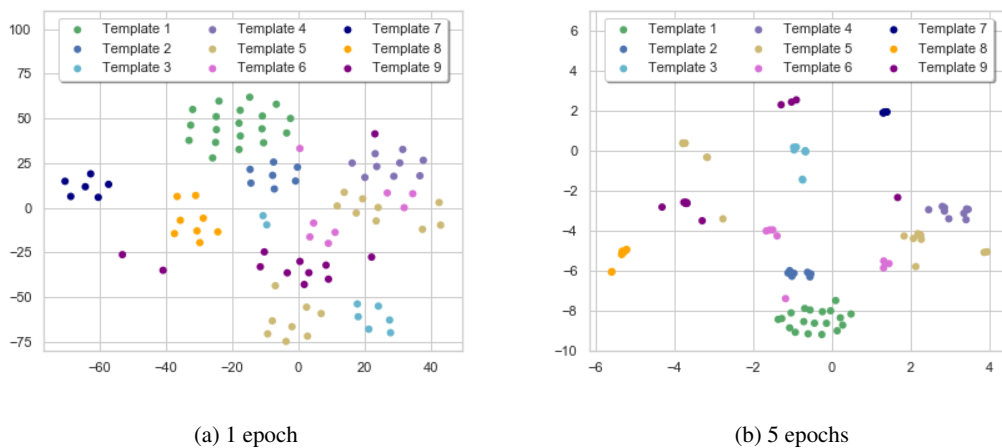 100
75
50
25
0
−25
−50
−75
−60 −40 −20 0 20 40
Template 1 Template 4 Template 7
Template 2 Template 5 Template 8
Template 3 Template 6 Template 9
(a) 1 epoch
6
4
2
0
−2
−4
−6
−8
−10
−6 −4 −2 0 2 4
Template 1 Template 4 Template 7
Template 2 Template 5 Template 8
Template 3 Template 6 Template 9
(b) 5 epochs